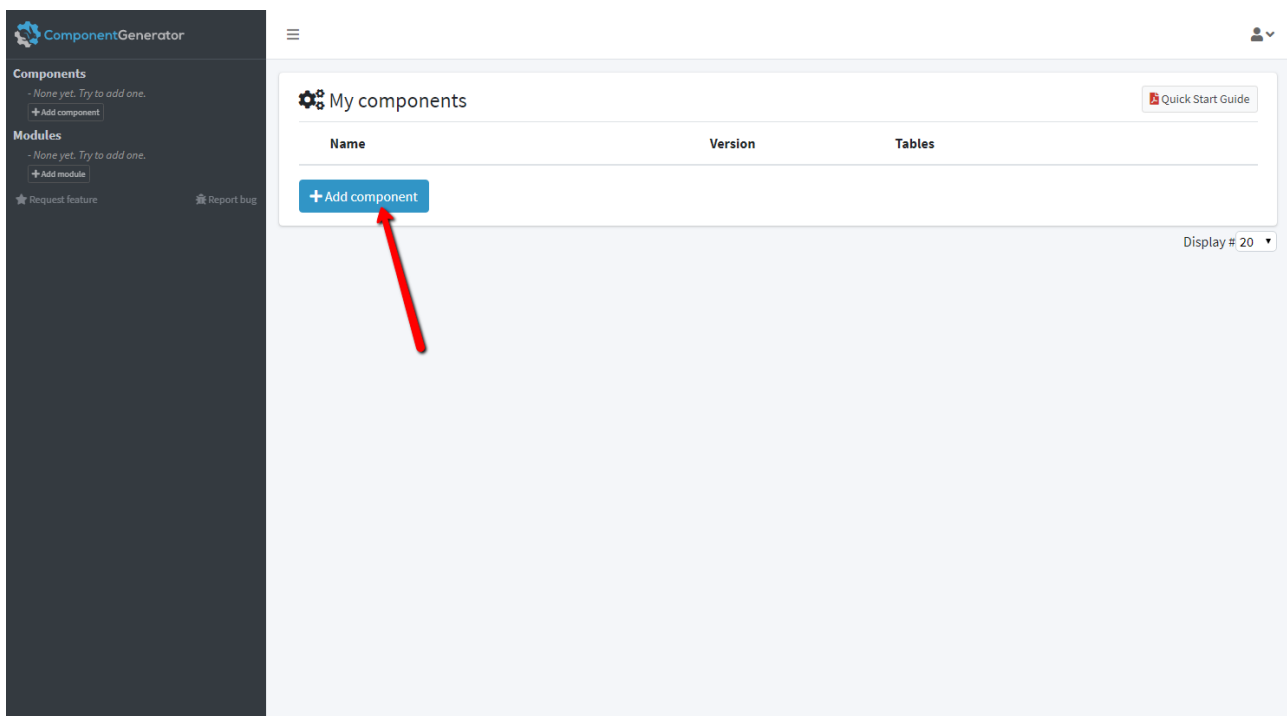 ComponentGenerator
Components
- None yet. Try to add one.
+ Add component
Modules
- None yet. Try to add one.
+ Add module
Request feature
Report bug
My components
Quick Start Guide
Name Version Tables
+ Add component
Display # 20